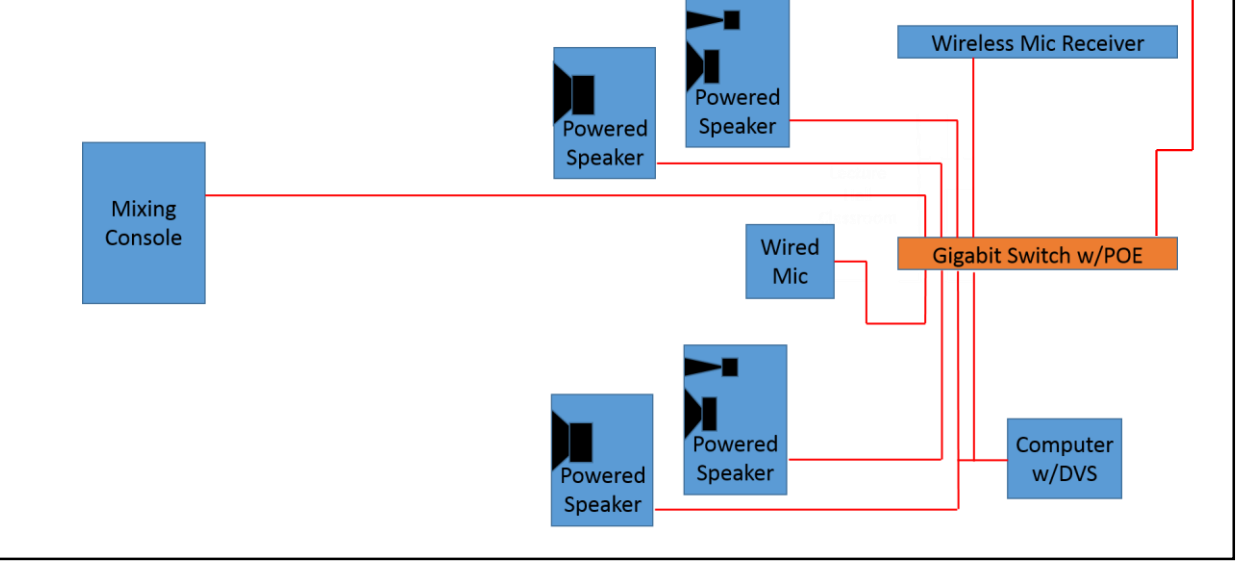 Wireless Mic Receiver
Powered
Speaker
Powered
Speaker
Mixing
Console
Wired
Mic
Gigabit Switch w/POE
Powered
Speaker
Computer
w/DVS
Powered
Speaker